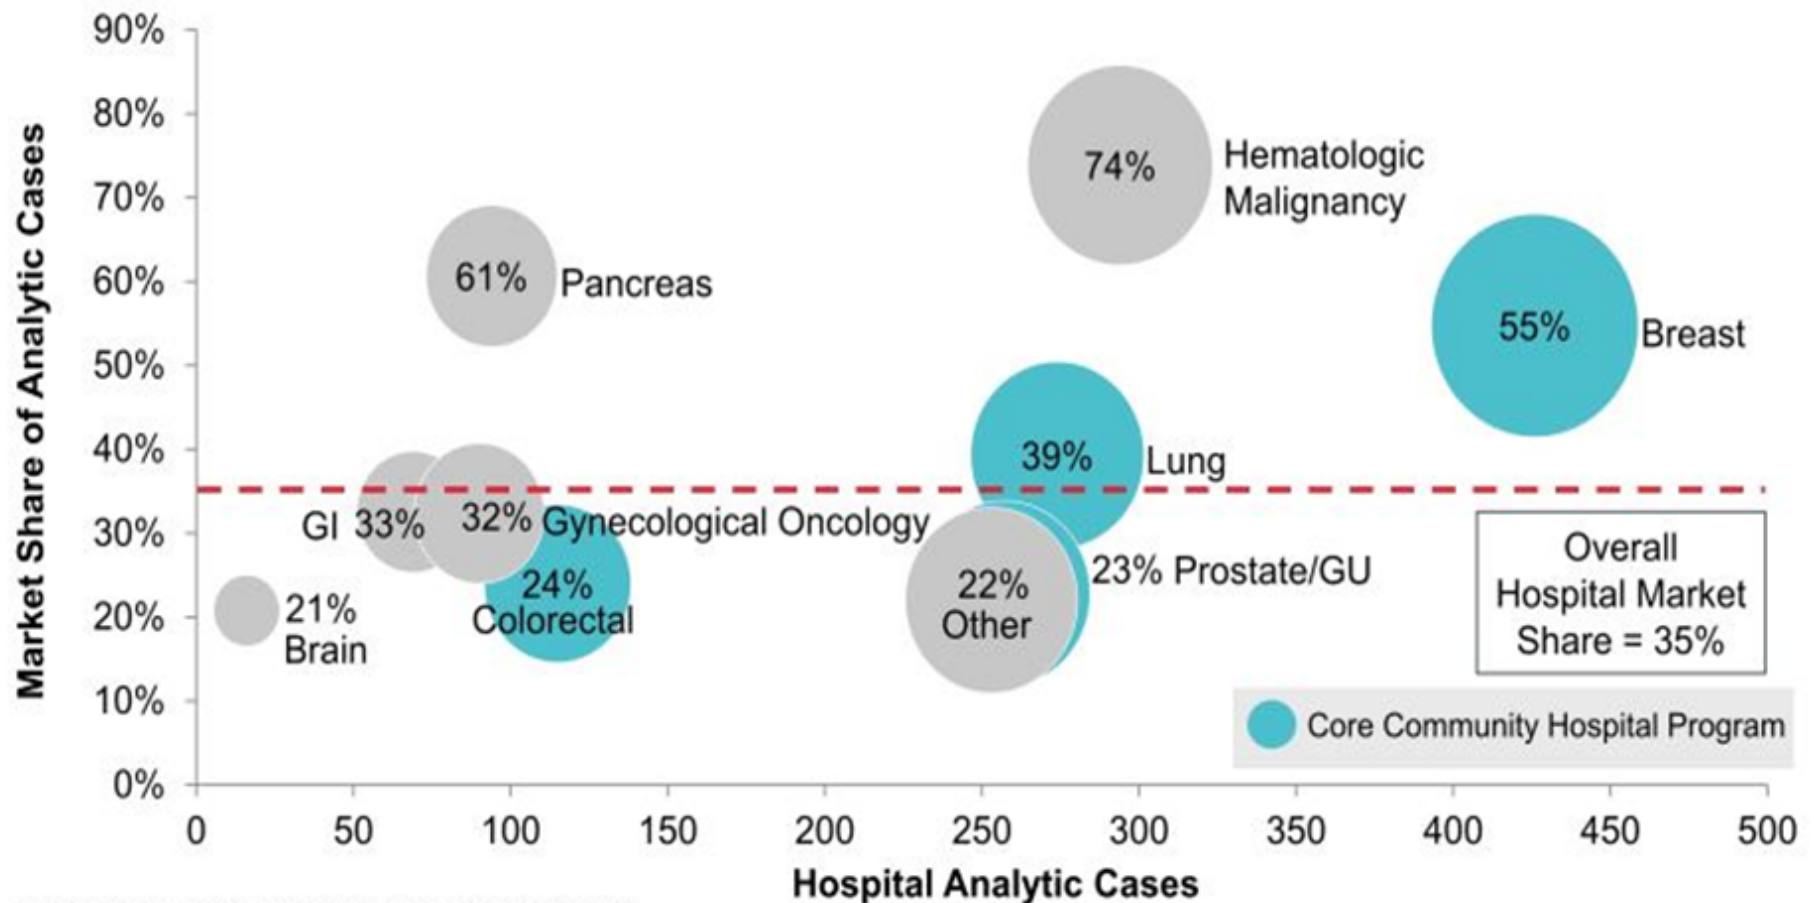 Market Share of Analytic Cases
90%
80%
70%
60%
50%
40%
30%
20%
10%
0%
74%
Hematologic
Malignancy
61% Pancreas
55% Breast
39% Lung
GI 33%
32% Gynecological Oncology
24%
Colorectal
21%
Brain
22%
Other
23% Prostate/GU
Overall
Hospital Market
Share = 35%
Core Community Hospital Program
0 50 100 150 200 250 300 350 400 450 500
Hospital Analytic Cases